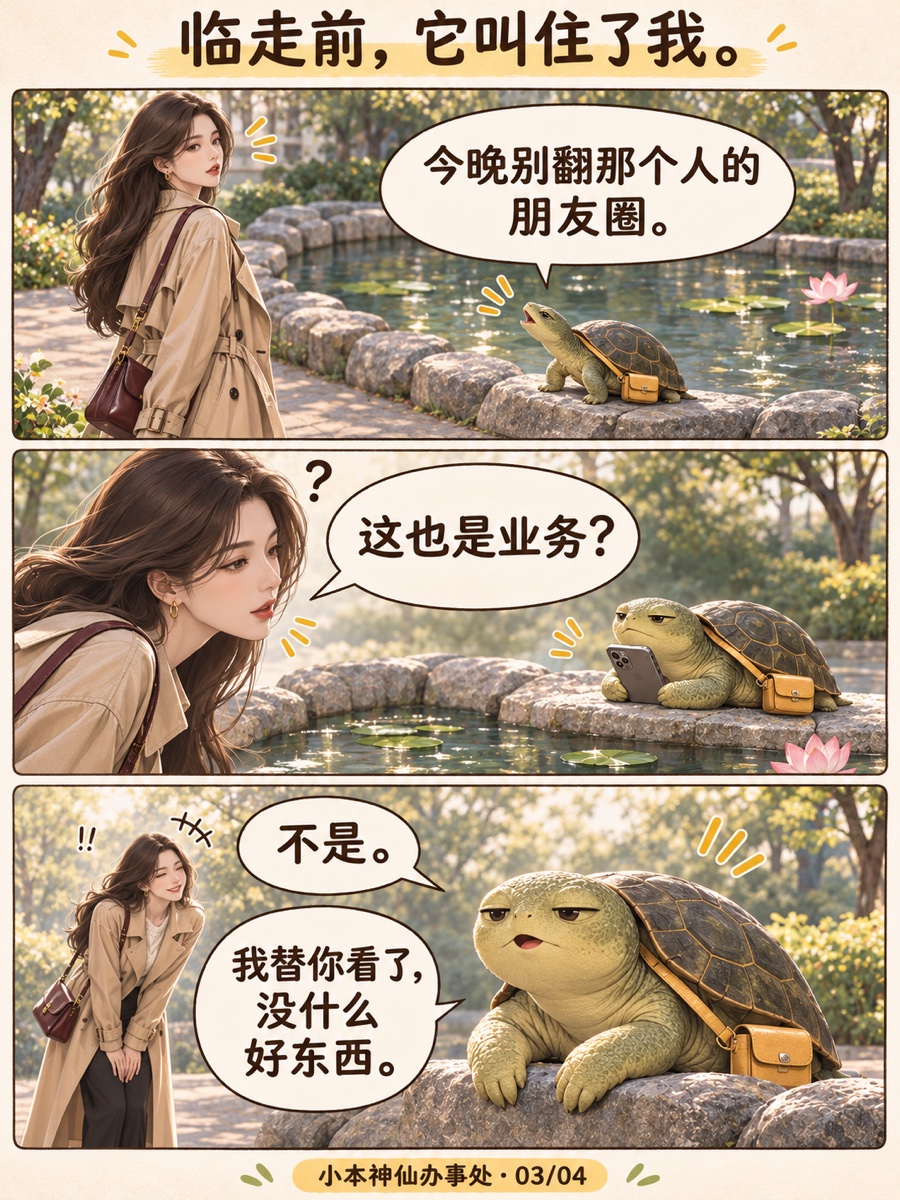 临走前，它叫住了我。
今晚别翻那个人的
朋友圈。
?
这也是业务？
!!
不是。
我替你看了，
没什么
好东西。
小本神仙办事处·03/04